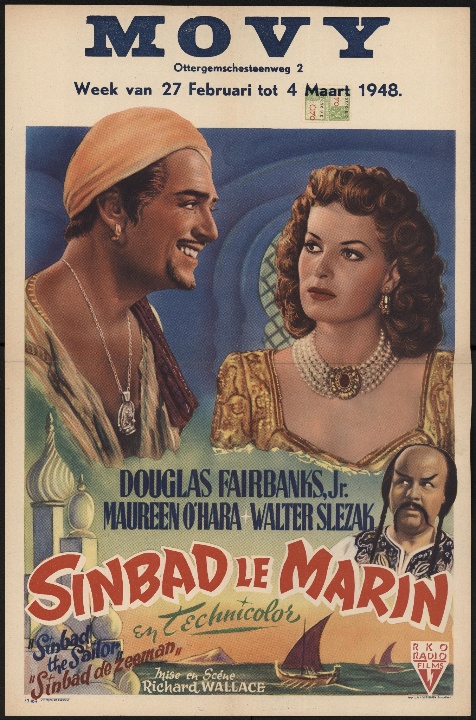 MOVY
Ottergemschesteenweg 2
Week van 27 Februari tot 4 Maart 1948.
DOUGLAS FAIRBANKS, Jr.
MAUREEN O'HARA + WALTER SLEZAK
SINBAD LE MARIN
en Technicolor
"Sinbad
the Sailor"
"Sinbad de zeeman"
Mise en Scène
Richard WALLACE
RKO
RADIO
FILMS